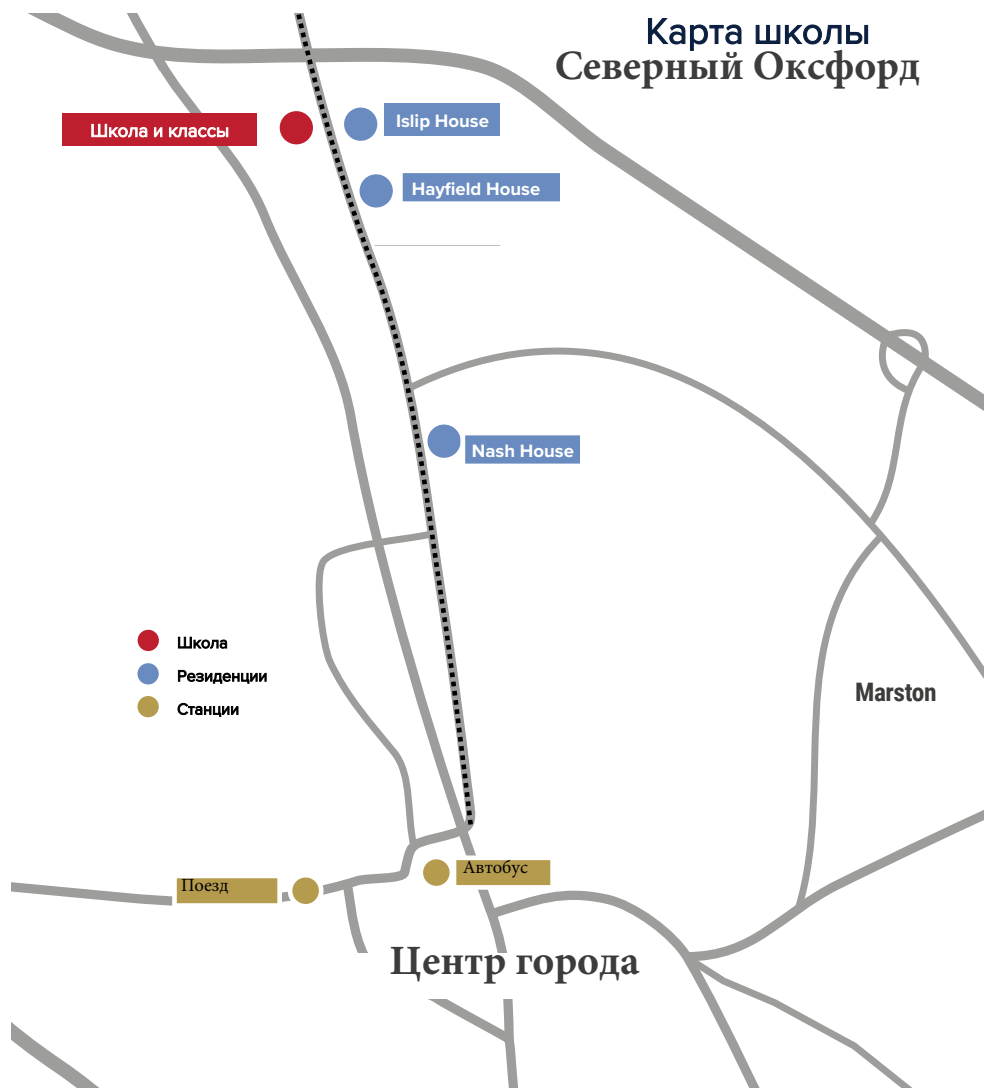 Карта школы
Северный Оксфорд
Школа и классы
Islip House
Hayfield House
Nash House
Школа
Резиденции
Станции
Marston
Автобус
Поезд
Центр города